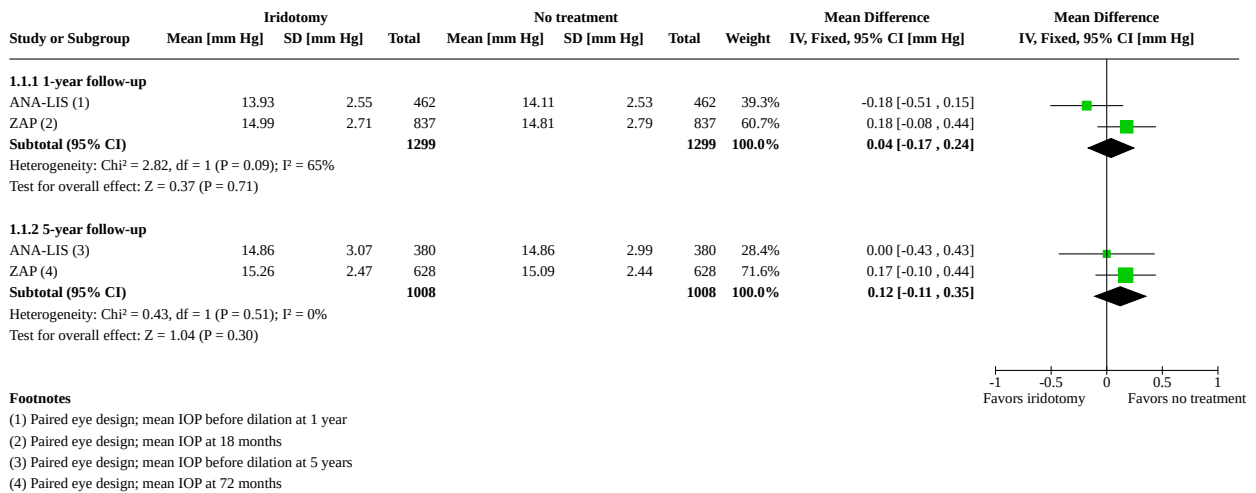 Iridotomy No treatment Mean Difference Mean Difference
Study or Subgroup Mean [mm Hg] SD [mm Hg] Total Mean [mm Hg] SD [mm Hg] Total Weight IV, Fixed, 95% CI [mm Hg] IV, Fixed, 95% CI [mm Hg]
1.1.1 1-year follow-up
ANA-LIS (1) 13.93 2.55 462 14.11 2.53 462 39.3% -0.18 [-0.51 , 0.15]
ZAP (2) 14.99 2.71 837 14.81 2.79 837 60.7% 0.18 [-0.08 , 0.44]
Subtotal (95% CI) 1299 1299 100.0% 0.04 [-0.17 , 0.24]
Heterogeneity: Chi² = 2.82, df = 1 (P = 0.09); I² = 65%
Test for overall effect: Z = 0.37 (P = 0.71)
1.1.2 5-year follow-up
ANA-LIS (3) 14.86 3.07 380 14.86 2.99 380 28.4% 0.00 [-0.43 , 0.43]
ZAP (4) 15.26 2.47 628 15.09 2.44 628 71.6% 0.17 [-0.10 , 0.44]
Subtotal (95% CI) 1008 1008 100.0% 0.12 [-0.11 , 0.35]
Heterogeneity: Chi² = 0.43, df = 1 (P = 0.51); I² = 0%
Test for overall effect: Z = 1.04 (P = 0.30)
-1 -0.5 0 0.5 1
Favors iridotomy Favors no treatment
Footnotes
(1) Paired eye design; mean IOP before dilation at 1 year
(2) Paired eye design; mean IOP at 18 months
(3) Paired eye design; mean IOP before dilation at 5 years
(4) Paired eye design; mean IOP at 72 months